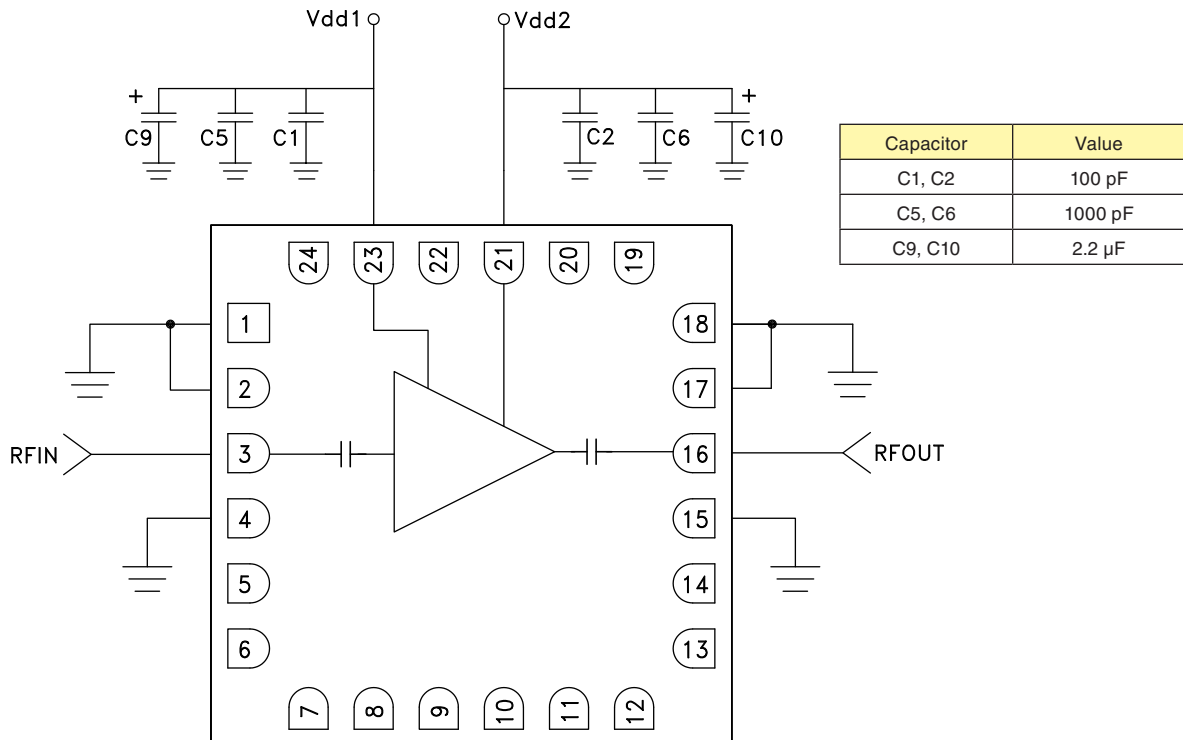 Vdd1
Vdd2
+
+
C9
C5
C1
C2
C6
C10
Capacitor Value
C1, C2 100 pF
C5, C6 1000 pF
C9, C10 2.2 µF
24 23 22 21 20 19
1
18
2
17
RFIN
3
16
RFOUT
4
15
5
14
6
13
7 8 9 10 11 12